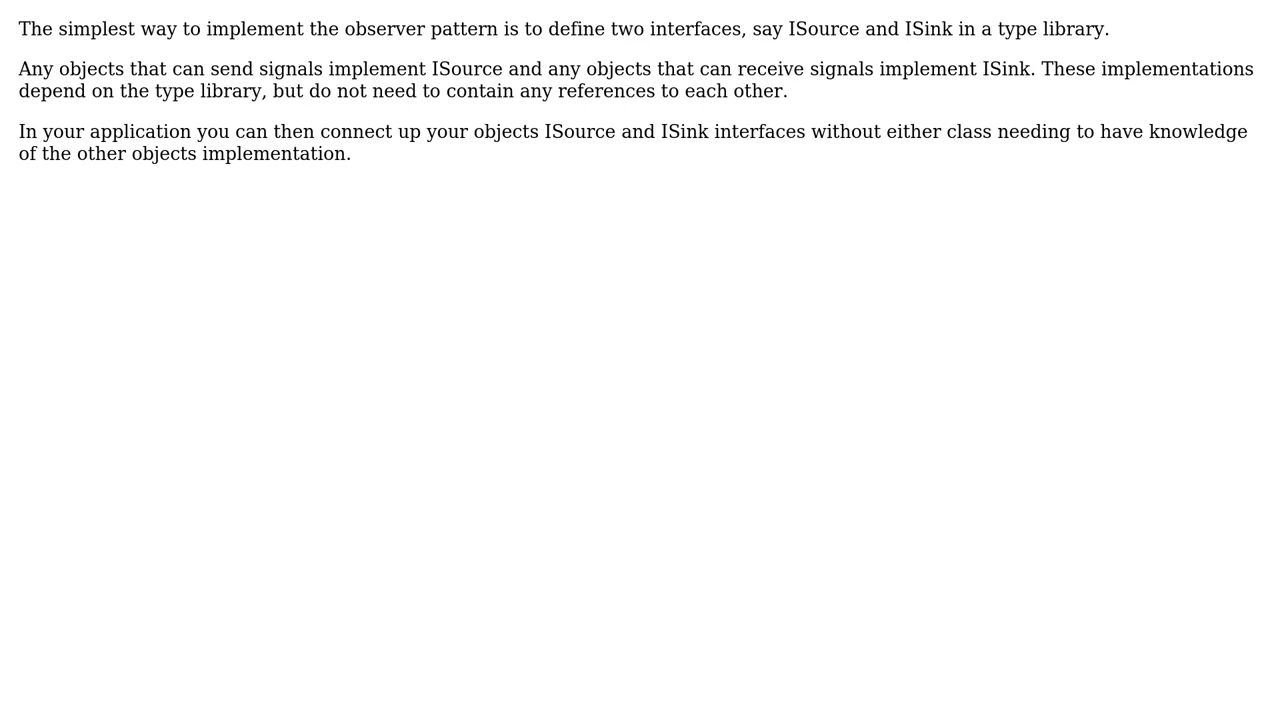 The simplest way to implement the observer pattern is to define two interfaces, say ISource and ISink in a type library.
Any objects that can send signals implement ISource and any objects that can receive signals implement ISink. These implementations
depend on the type library, but do not need to contain any references to each other.
In your application you can then connect up your objects ISource and ISink interfaces without either class needing to have knowledge
of the other objects implementation.